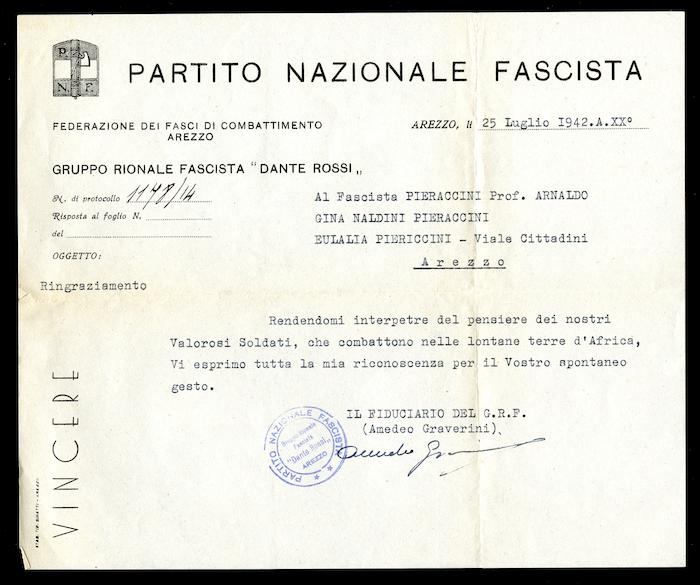 P. N. F.
PARTITO NAZIONALE FASCISTA
FEDERAZIONE DEI FASCI DI COMBATTIMENTO
AREZZO
AREZZO, li 25 Luglio 1942.A.XX°
GRUPPO RIONALE FASCISTA "DANTE ROSSI„
N. di protocollo 1178/14
Risposta al foglio N.
del
OGGETTO:
Ringraziamento
Al Fascista PIERACCINI Prof. ARNALDO
GINA NALDINI PIERACCINI
EULALIA PIERICCINI - Viale Cittadini
Arezzo
Rendendomi interpetre del pensiere dei nostri
Valorosi Soldati, che combattono nelle lontane terre d'Africa,
Vi esprimo tutta la mia riconoscenza per il Vostro spontaneo
gesto.
IL FIDUCIARIO DEL G.R.F.
(Amedeo Graverini)
PARTITO NAZIONALE FASCISTA
Gruppo Rionale
Fascista
"Dante Rossi„
AREZZO
VINCERE